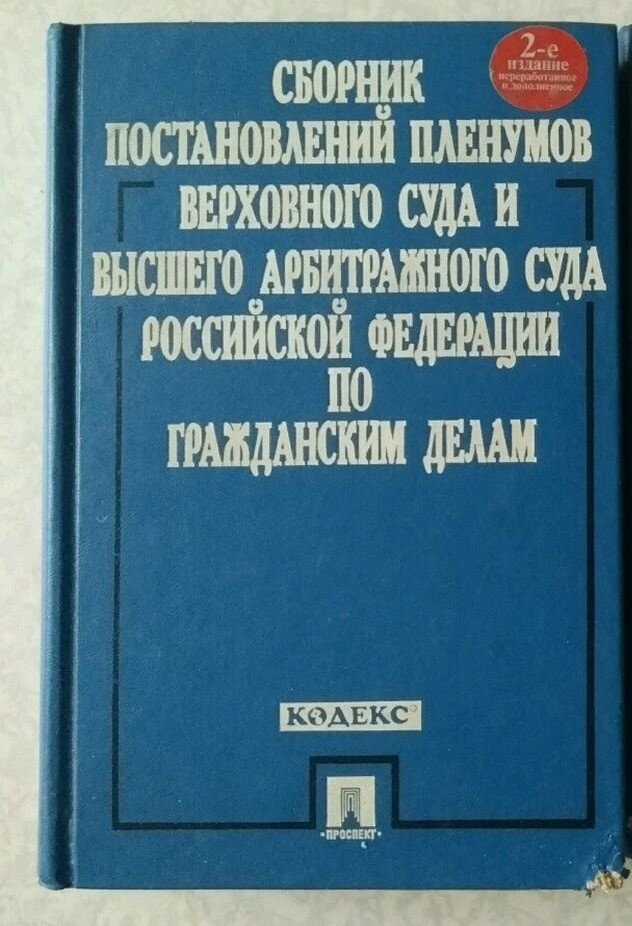 2-е
издание
переработанное
и дополненное
СБОРНИК
ПОСТАНОВЛЕНИЙ ПЛЕНУМОВ
ВЕРХОВНОГО СУДА И
ВЫСШЕГО АРБИТРАЖНОГО СУДА
РОССИЙСКОЙ ФЕДЕРАЦИИ
ПО
ГРАЖДАНСКИМ ДЕЛАМ
КОДЕКС
•ПРОСПЕКТ•